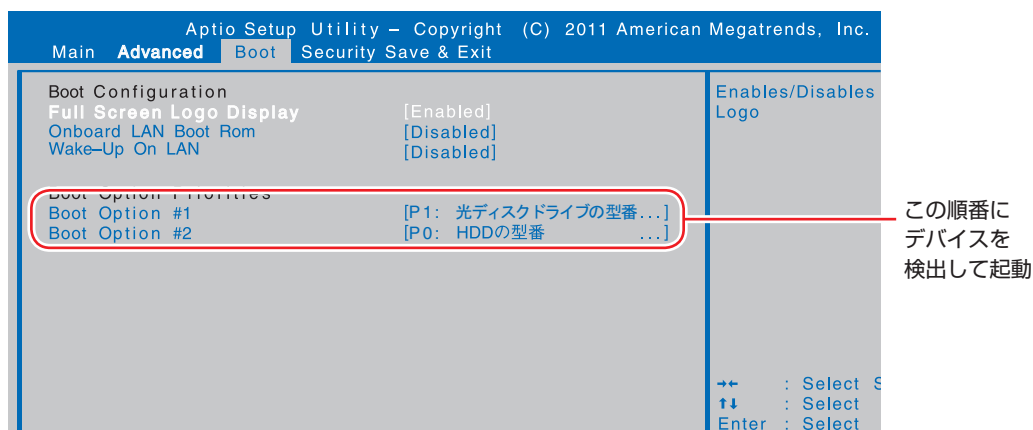 Aptio Setup Utility – Copyright (C) 2011 American Megatrends, Inc.
Main Advanced Boot Security Save & Exit
Boot Configuration
Full Screen Logo Display [Enabled]
Onboard LAN Boot Rom [Disabled]
Wake–Up On LAN [Disabled]
Boot Option Priorities
Boot Option #1 [P1: 光ディスクドライブの型番...]
Boot Option #2 [P0: HDDの型番 ...]
Enables/Disables
Logo
この順番に
デバイスを
検出して起動
→← : Select S
↑↓ : Select
Enter : Select